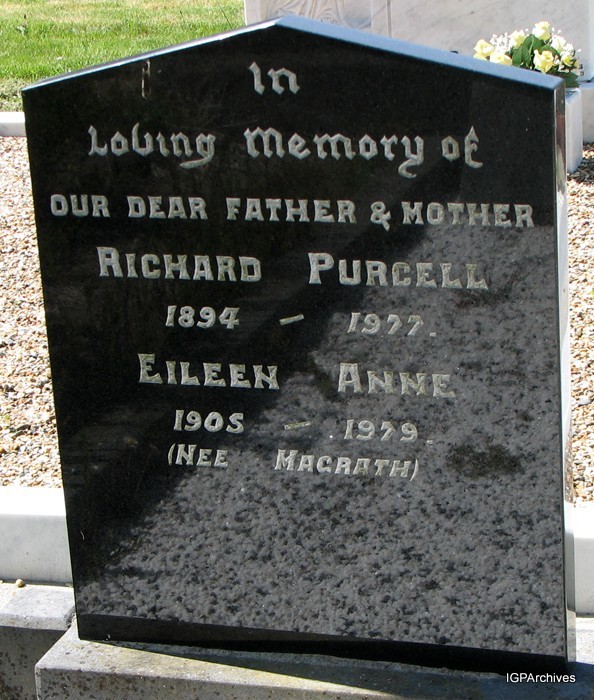 In
Loving Memory of
OUR DEAR FATHER & MOTHER
RICHARD PURCELL
1894 – 1977.
EILEEN ANNE
1905 – 1979.
(NEE MAGRATH)
IGPArchives